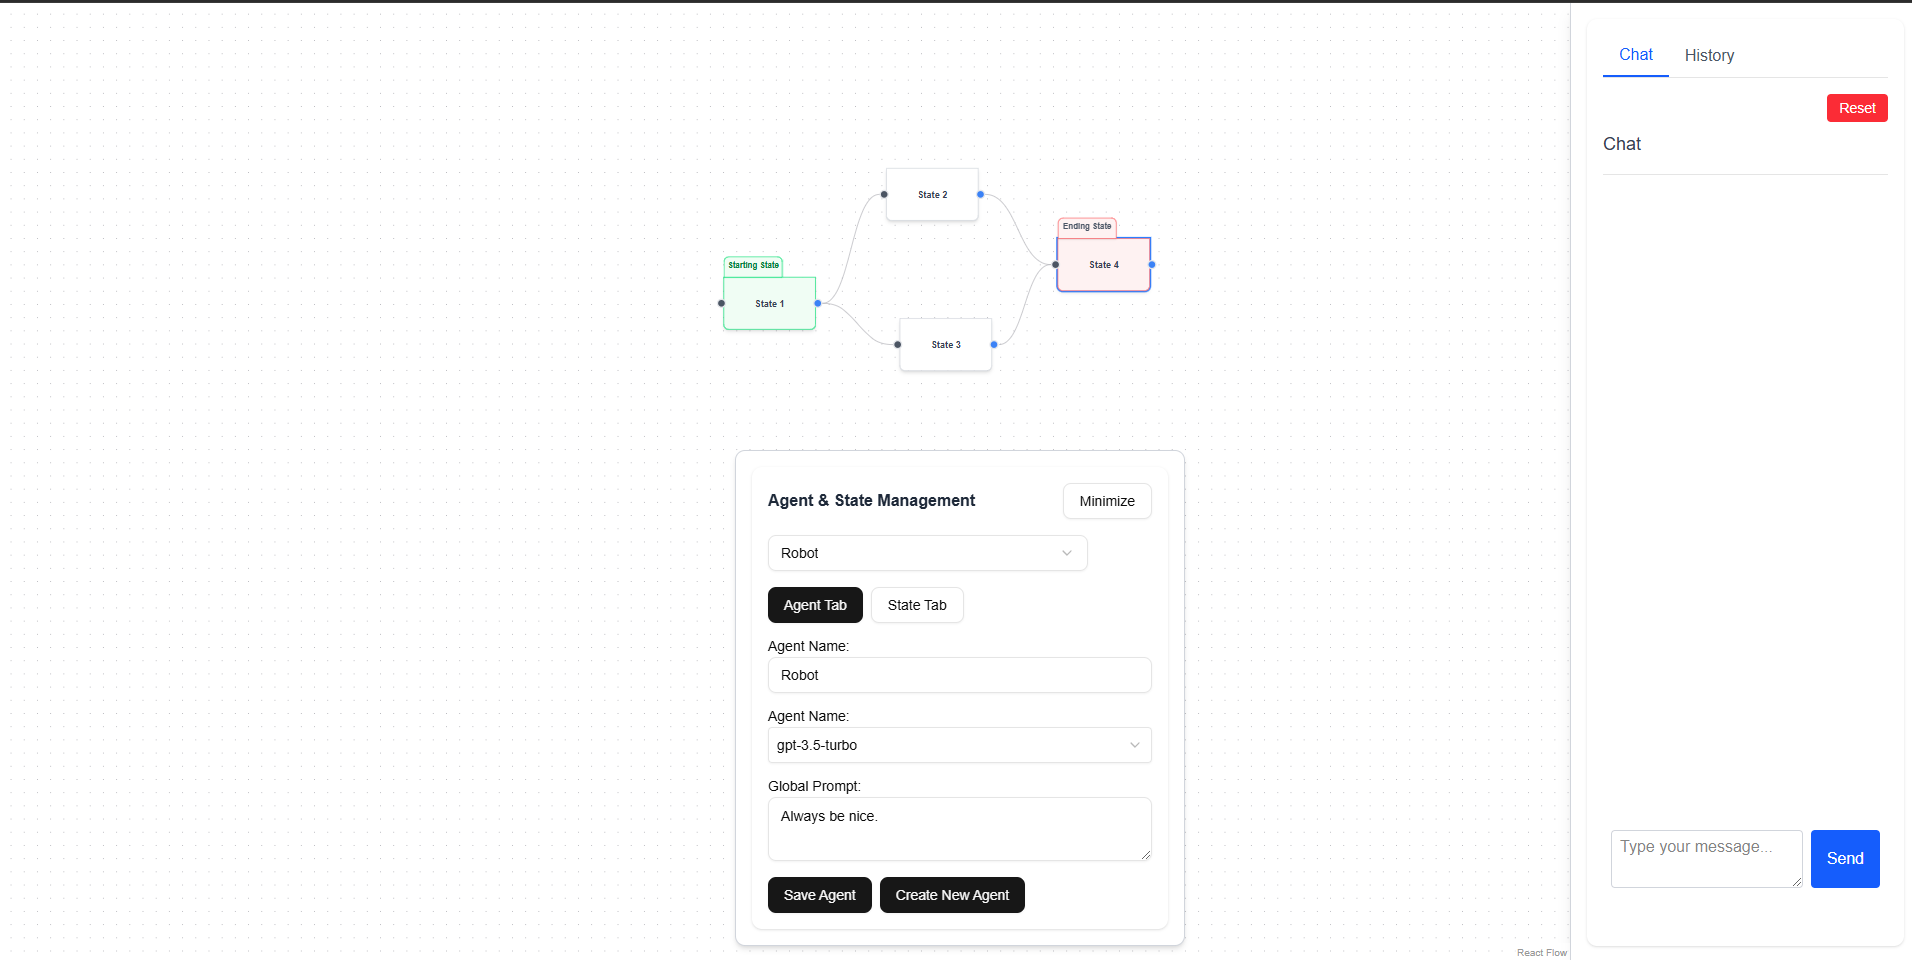 Chat
History
Reset
Chat
State 2
Ending State
State 4
Starting State
State 1
State 3
Agent & State Management
Minimize
Robot
Agent Tab
State Tab
Agent Name:
Robot
Agent Name:
gpt-3.5-turbo
Global Prompt:
Always be nice.
Save Agent
Create New Agent
Type your message...
Send
React Flow